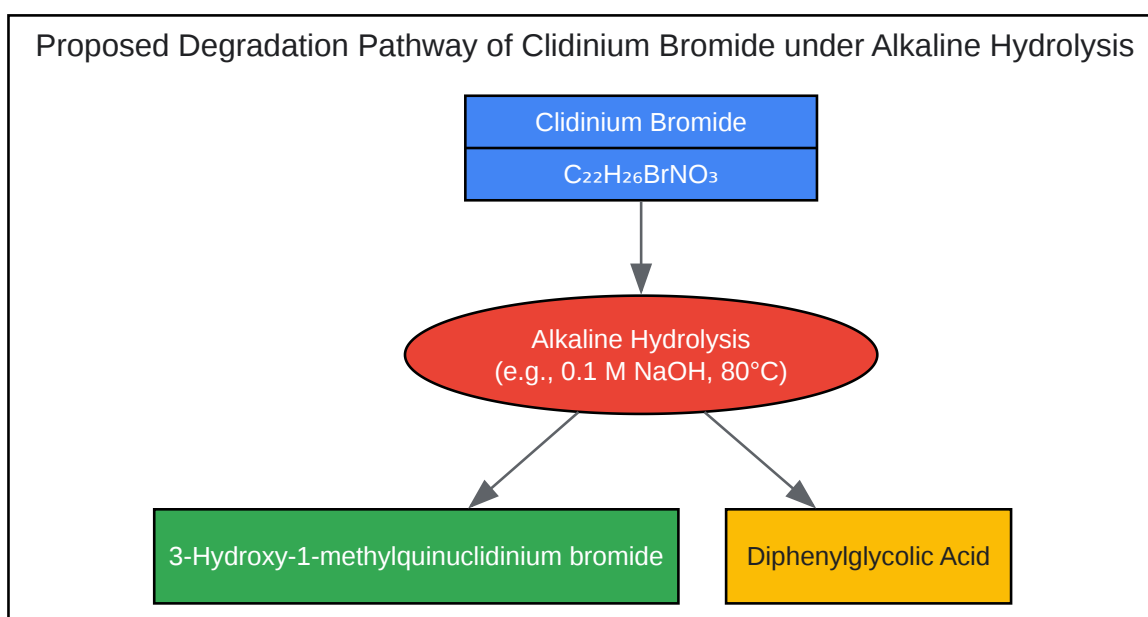 Proposed Degradation Pathway of Clidinium Bromide under Alkaline Hydrolysis
Clidinium Bromide
C₂₂H₂₆BrNO₃
Alkaline Hydrolysis
(e.g., 0.1 M NaOH, 80°C)
3-Hydroxy-1-methylquinuclidinium bromide
Diphenylglycolic Acid